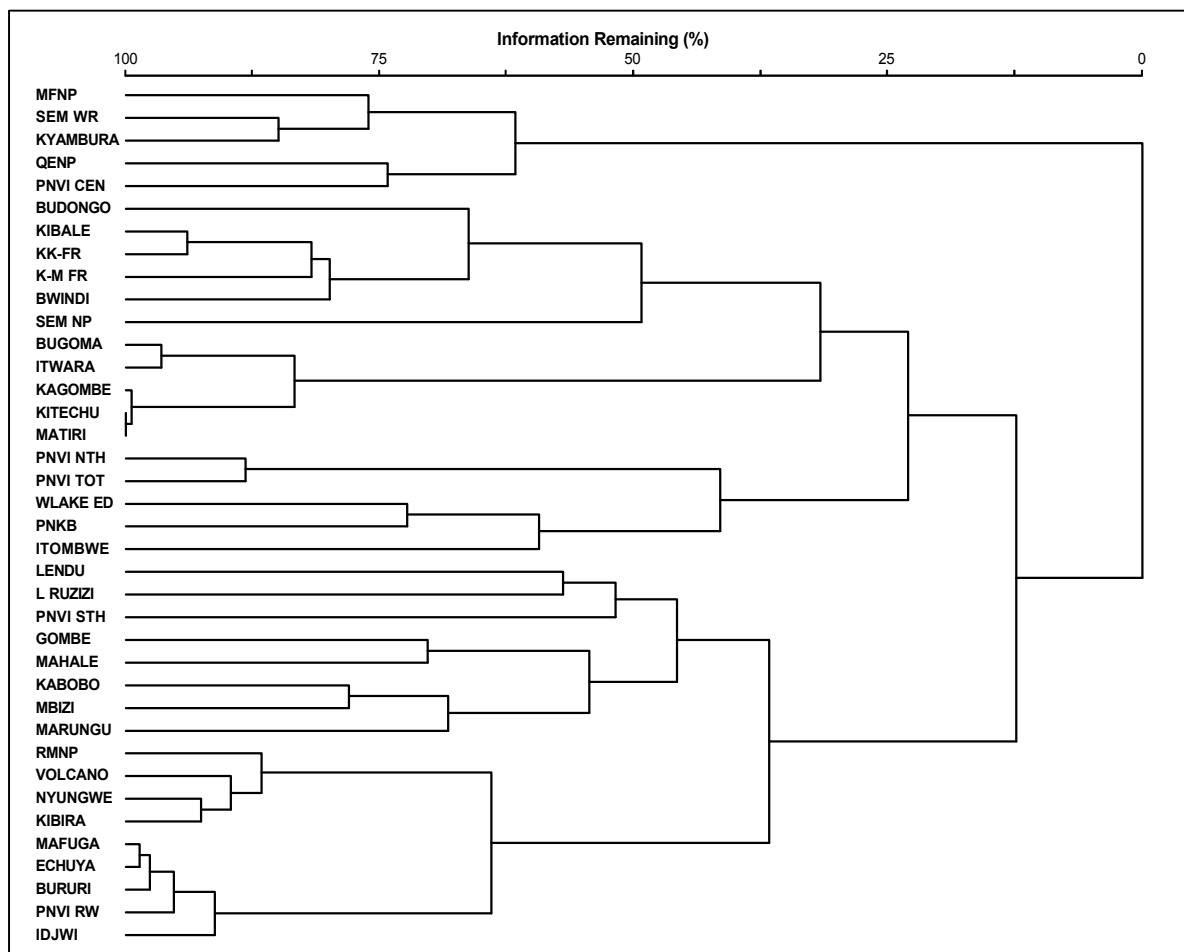 Information Remaining (%)
100 75 50 25 0
MFNP
SEM WR
KYAMBURA
QENP
PNVI CEN
BUDONGO
KIBALE
KK-FR
K-M FR
BWINDI
SEM NP
BUGOMA
ITWARA
KAGOMBE
KITECHU
MATIRI
PNVI NTH
PNVI TOT
WLAKE ED
PNKB
ITOMBWE
LENDU
L RUZIZI
PNVI STH
GOMBE
MAHALE
KABOBO
MBIZI
MARUNGU
RMNP
VOLCANO
NYUNGWE
KIBIRA
MAFUGA
ECHUYA
BURURI
PNVI RW
IDJWI